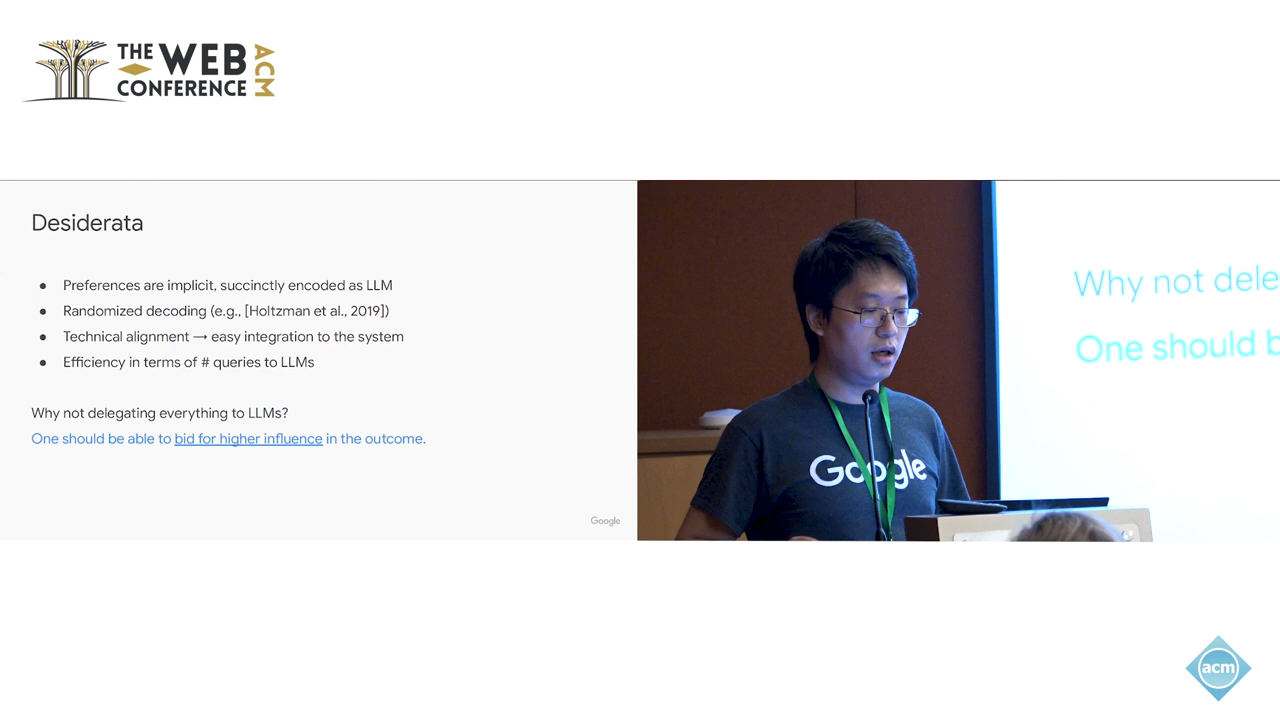 THE WEB
CONFERENCE
ACM
Desiderata
● Preferences are implicit, succinctly encoded as LLM
● Randomized decoding (e.g., [Holtzman et al., 2019])
● Technical alignment → easy integration to the system
● Efficiency in terms of # queries to LLMs
Why not delegating everything to LLMs?
One should be able to bid for higher influence in the outcome.
Google
Google
Why not dele
One should b
acm